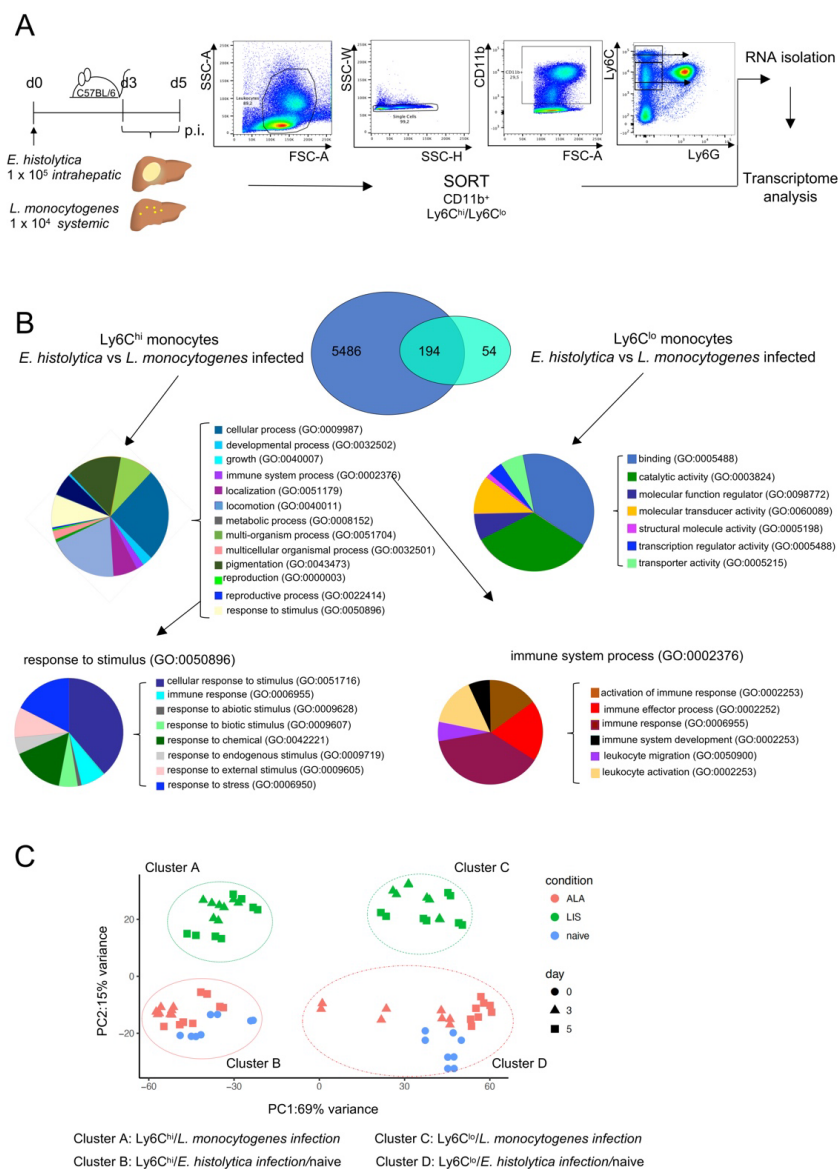 A
d0
d3
d5
C57BL/6
p.i.
E. histolytica
1 x 10⁵ intrahepatic
L. monocytogenes
1 x 10⁴ systemic
SSC-A
Leukocytes
89,2
FSC-A
SSC-W
Single Cells
99,2
SSC-H
CD11b
CD11b+
FSC-A
Ly6C
Ly6G
SORT
CD11b⁺
Ly6Cʰⁱ/Ly6Cˡᵒ
RNA isolation
Transcriptome
analysis
B
Ly6Cʰⁱ monocytes
E. histolytica vs L. monocytogenes infected
5486
194
54
Ly6Cˡᵒ monocytes
E. histolytica vs L. monocytogenes infected
cellular process (GO:0009987)
developmental process (GO:0032502)
growth (GO:0040007)
immune system process (GO:0002376)
localization (GO:0051179)
locomotion (GO:0040011)
metabolic process (GO:0008152)
multi-organism process (GO:0051704)
multicellular organismal process (GO:0032501)
pigmentation (GO:0043473)
reproduction (GO:0000003)
reproductive process (GO:0022414)
response to stimulus (GO:0050896)
binding (GO:0005488)
catalytic activity (GO:0003824)
molecular function regulator (GO:0098772)
molecular transducer activity (GO:0060089)
structural molecule activity (GO:0005198)
transcription regulator activity (GO:0005488)
transporter activity (GO:0005215)
response to stimulus (GO:0050896)
cellular response to stimulus (GO:0051716)
immune response (GO:0006955)
response to abiotic stimulus (GO:0009628)
response to biotic stimulus (GO:0009607)
response to chemical (GO:0042221)
response to endogenous stimulus (GO:0009719)
response to external stimulus (GO:0009605)
response to stress (GO:0006950)
immune system process (GO:0002376)
activation of immune response (GO:0002253)
immune effector process (GO:0002252)
immune response (GO:0006955)
immune system development (GO:0002253)
leukocyte migration (GO:0050900)
leukocyte activation (GO:0002253)
C
Cluster A
Cluster C
Cluster B
Cluster D
PC2:15% variance
20
0
−20
−60
−30
0
30
60
PC1:69% variance
condition
ALA
LIS
naive
day
0
3
5
Cluster A: Ly6Cʰⁱ/L. monocytogenes infection
Cluster C: Ly6Cˡᵒ/L. monocytogenes infection
Cluster B: Ly6Cʰⁱ/E. histolytica infection/naive
Cluster D: Ly6Cˡᵒ/E. histolytica infection/naive